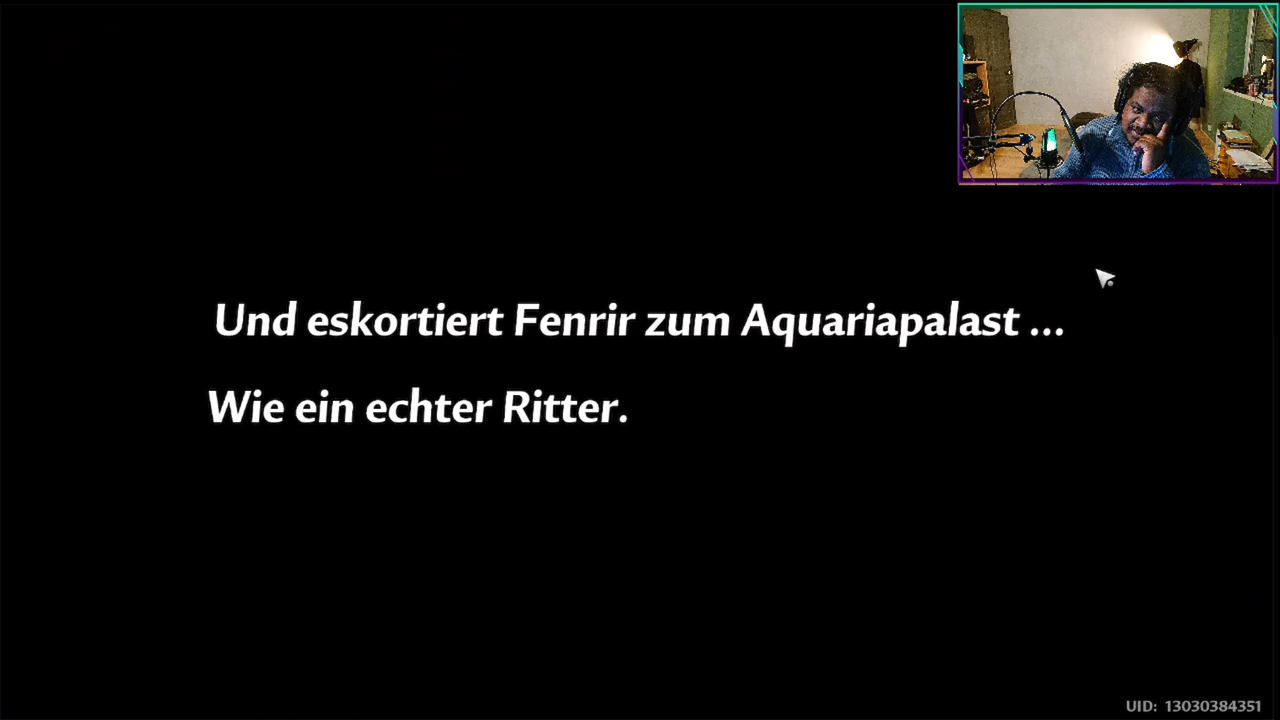 Und eskortiert Fenrir zum Aquariapalast ...
Wie ein echter Ritter.
UID: 13030384351